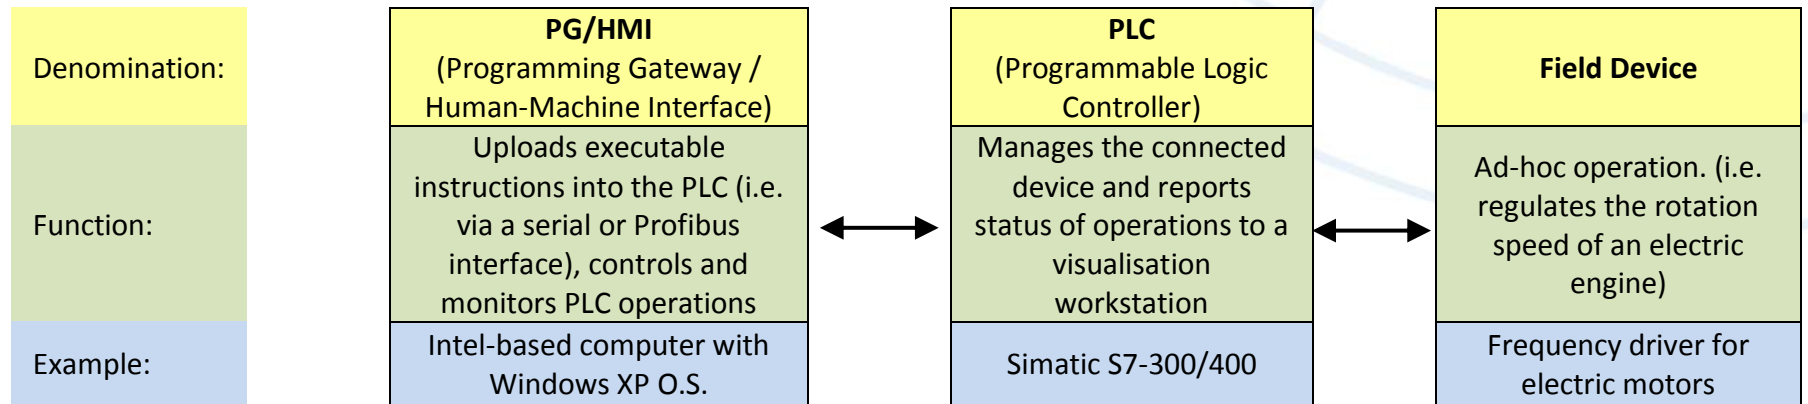 Denomination:
PG/HMI
(Programming Gateway /
Human-Machine Interface)
PLC
(Programmable Logic
Controller)
Field Device
Function:
Uploads executable
instructions into the PLC (i.e.
via a serial or Profibus
interface), controls and
monitors PLC operations
Manages the connected
device and reports
status of operations to a
visualisation
workstation
Ad-hoc operation. (i.e.
regulates the rotation
speed of an electric
engine)
Example:
Intel-based computer with
Windows XP O.S.
Simatic S7-300/400
Frequency driver for
electric motors